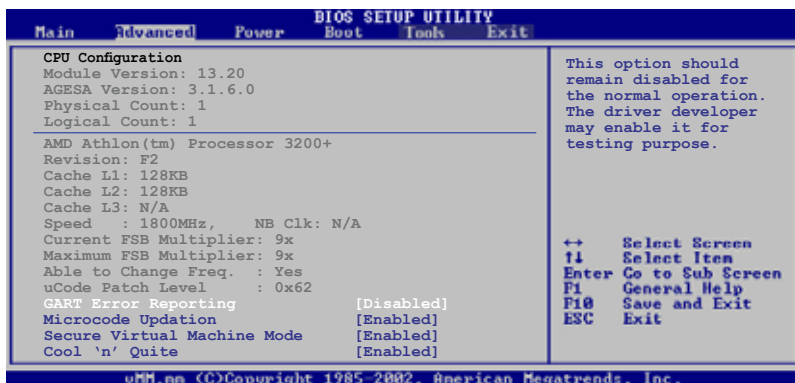 BIOS SETUP UTILITY
Main Advanced Power Boot Tools Exit
CPU Configuration
Module Version: 13.20
AGESA Version: 3.1.6.0
Physical Count: 1
Logical Count: 1
AMD Athlon(tm) Processor 3200+
Revision: F2
Cache L1: 128KB
Cache L2: 128KB
Cache L3: N/A
Speed : 1800MHz, NB Clk: N/A
Current FSB Multiplier: 9x
Maximum FSB Multiplier: 9x
Able to Change Freq. : Yes
uCode Patch Level : 0x62
GART Error Reporting [Disabled]
Microcode Updation [Enabled]
Secure Virtual Machine Mode [Enabled]
Cool ‘n’ Quite [Enabled]
This option should
remain disabled for
the normal operation.
The driver developer
may enable it for
testing purpose.
↔ Select Screen
↑↓ Select Item
Enter Go to Sub Screen
F1 General Help
F10 Save and Exit
ESC Exit
(C)Copyright 1985-2002, American Megatrends, Inc.